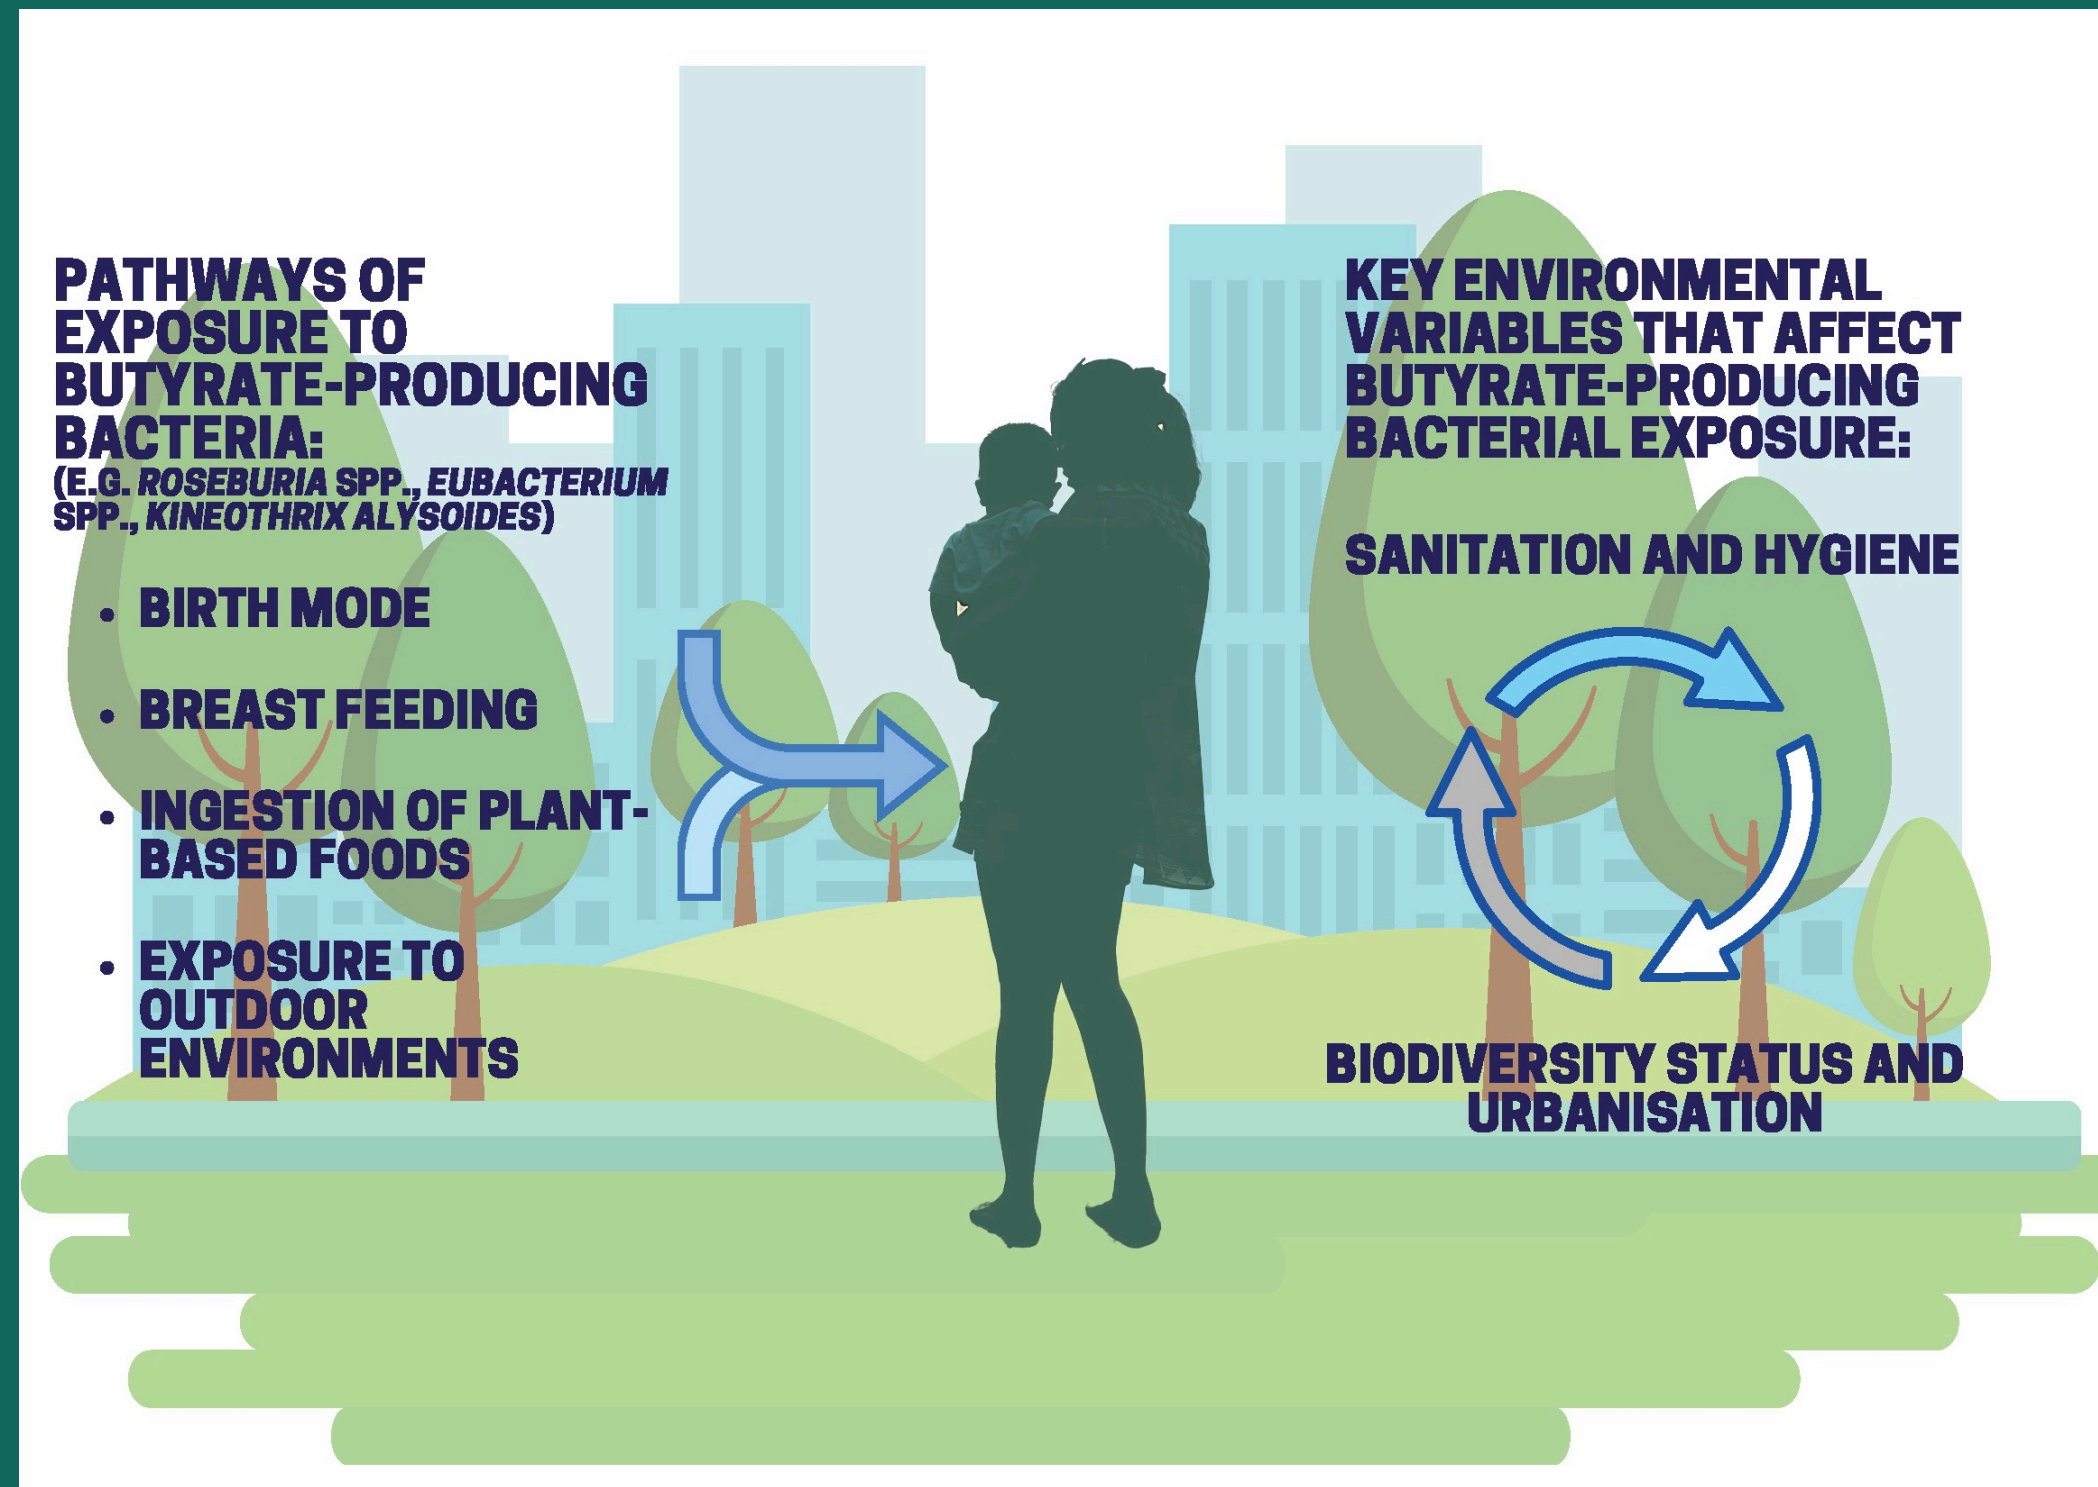 PATHWAYS OF
EXPOSURE TO
BUTYRATE-PRODUCING
BACTERIA:
(E.G. ROSEBURIA SPP., EUBACTERIUM
SPP., KINEOTHRIX ALYSOIDES)
• BIRTH MODE
• BREAST FEEDING
• INGESTION OF PLANT-
BASED FOODS
• EXPOSURE TO
OUTDOOR
ENVIRONMENTS
KEY ENVIRONMENTAL
VARIABLES THAT AFFECT
BUTYRATE-PRODUCING
BACTERIAL EXPOSURE:
SANITATION AND HYGIENE
BIODIVERSITY STATUS AND
URBANISATION